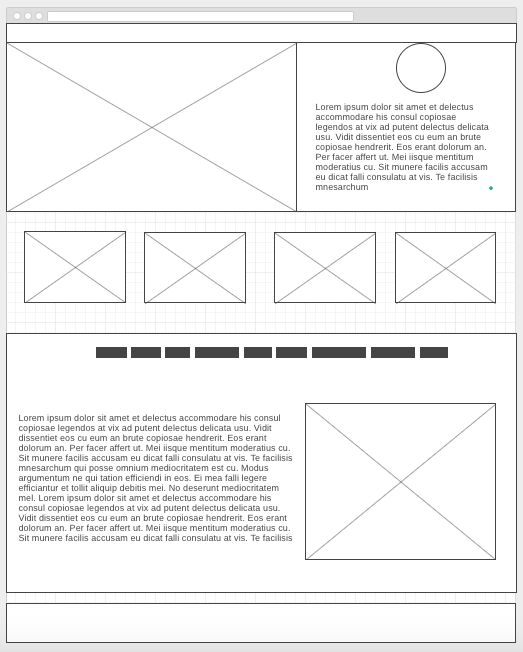 Lorem ipsum dolor sit amet et delectus
accommodare his consul copiosae
legendos at vix ad putent delectus delicata
usu. Vidit dissentiet eos cu eum an brute
copiosae hendrerit. Eos erant dolorum an.
Per facer affert ut. Mei iisque mentitum
moderatius cu. Sit munere facilis accusam
eu dicat falli consulatu at vis. Te facilisis
mnesarchum
Lorem ipsum dolor sit amet et delectus accommodare his consul
copiosae legendos at vix ad putent delectus delicata usu. Vidit
dissentiet eos cu eum an brute copiosae hendrerit. Eos erant
dolorum an. Per facer affert ut. Mei iisque mentitum moderatius cu.
Sit munere facilis accusam eu dicat falli consulatu at vis. Te facilisis
mnesarchum qui posse omnium mediocritatem est cu. Modus
argumentum ne qui tation efficiendi in eos. Ei mea falli legere
efficiantur et tollit aliquip debitis mei. No deserunt mediocritatem
mel. Lorem ipsum dolor sit amet et delectus accommodare his
consul copiosae legendos at vix ad putent delectus delicata usu.
Vidit dissentiet eos cu eum an brute copiosae hendrerit. Eos erant
dolorum an. Per facer affert ut. Mei iisque mentitum moderatius cu.
Sit munere facilis accusam eu dicat falli consulatu at vis. Te facilisis